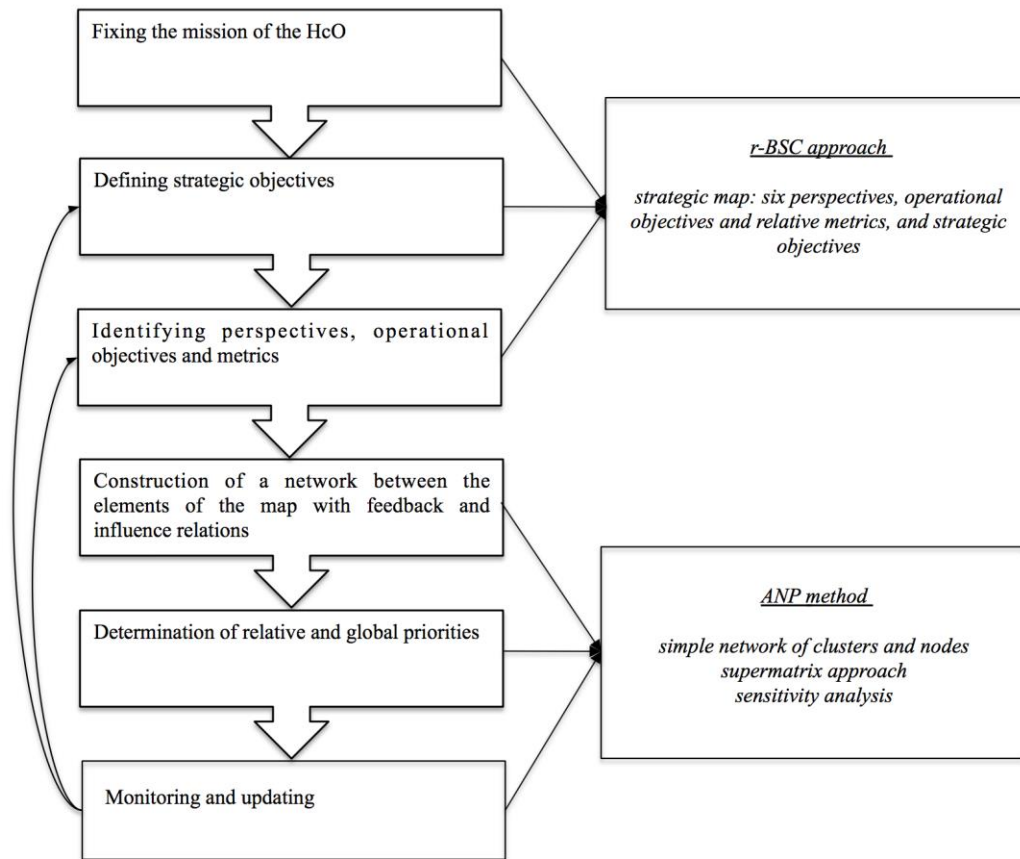 Fixing the mission of the HcO
Defining strategic objectives
Identifying perspectives, operational
objectives and metrics
Construction of a network between the
elements of the map with feedback and
influence relations
Determination of relative and global priorities
Monitoring and updating
r-BSC approach
strategic map: six perspectives, operational
objectives and relative metrics, and strategic
objectives
ANP method
simple network of clusters and nodes
supermatrix approach
sensitivity analysis